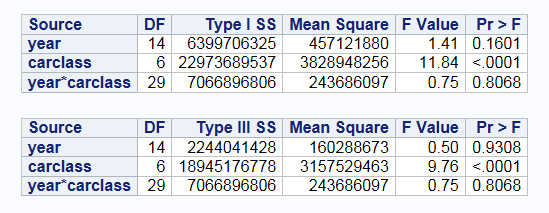 Source DF Type I SS Mean Square F Value Pr > F
year 14 6399706325 457121880 1.41 0.1601
carclass 6 22973689537 3828948256 11.84 <.0001
year*carclass 29 7066896806 243686097 0.75 0.8068
Source DF Type III SS Mean Square F Value Pr > F
year 14 2244041428 160288673 0.50 0.9308
carclass 6 18945176778 3157529463 9.76 <.0001
year*carclass 29 7066896806 243686097 0.75 0.8068